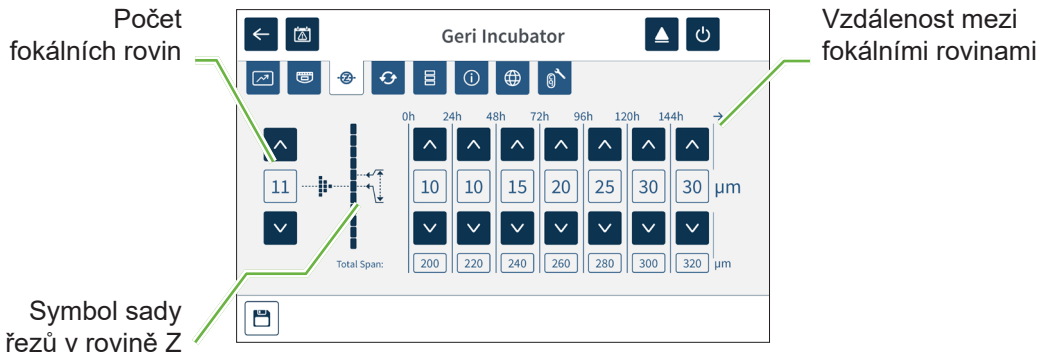 Počet
fokálních rovin
Geri Incubator
Vzdálenost mezi
fokálními rovinami
Z
0h 24h 48h 72h 96h 120h 144h →
11
10 10 15 20 25 30 30 µm
Total Span: 200 220 240 260 280 300 320 µm
Symbol sady
řezů v rovině Z